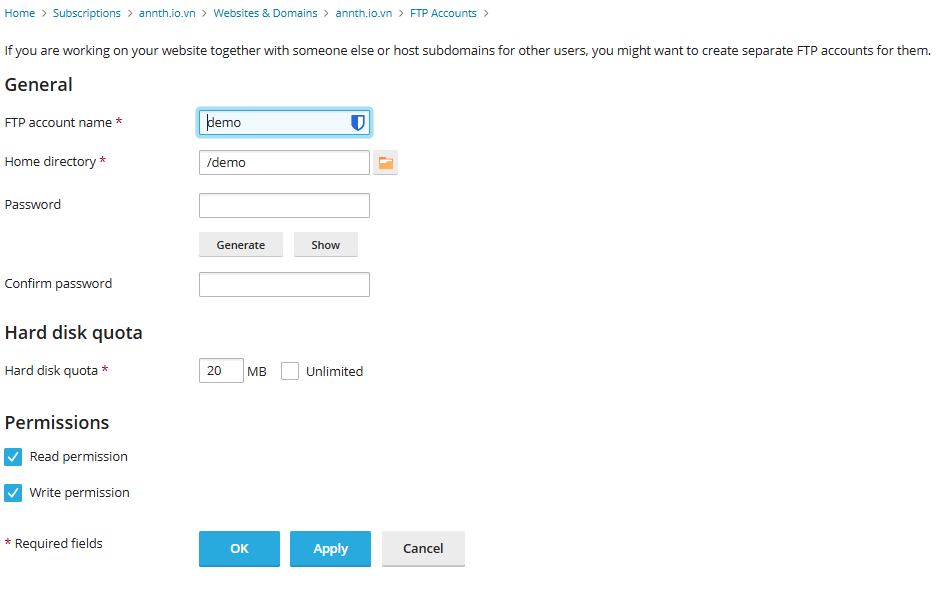 Home > Subscriptions > annth.io.vn > Websites & Domains > annth.io.vn > FTP Accounts >
If you are working on your website together with someone else or host subdomains for other users, you might want to create separate FTP accounts for them.
General
FTP account name * demo
Home directory * /demo
Password
Generate Show
Confirm password
Hard disk quota
Hard disk quota * 20 MB Unlimited
Permissions
Read permission
Write permission
* Required fields OK Apply Cancel